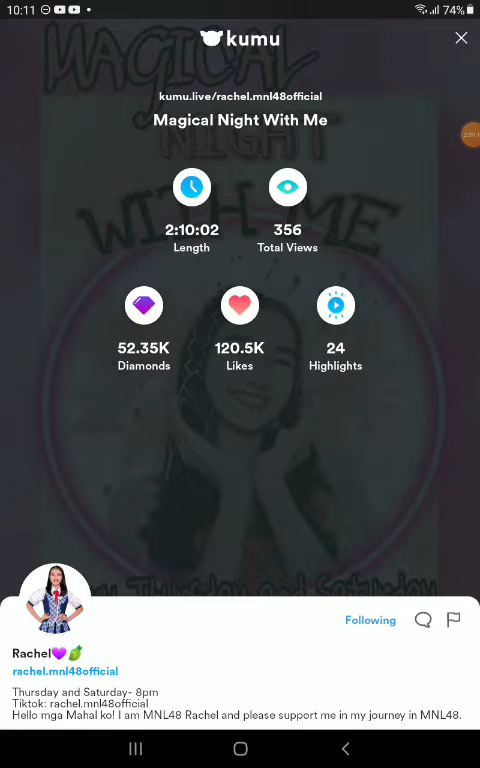 10:11
74%
kumu
kumu.live/rachel.mnl48official
Magical Night With Me
MAGICAL
NIGHT
WITH ME
2:10:02
356
Length
Total Views
52.35K
120.5K
24
Diamonds
Likes
Highlights
Thursday and Saturday
Following
Rachel💜🍍
rachel.mnl48official
Thursday and Saturday- 8pm
Tiktok: rachel.mnl48official
Hello mga Mahal ko! I am MNL48 Rachel and please support me in my journey in MNL48.